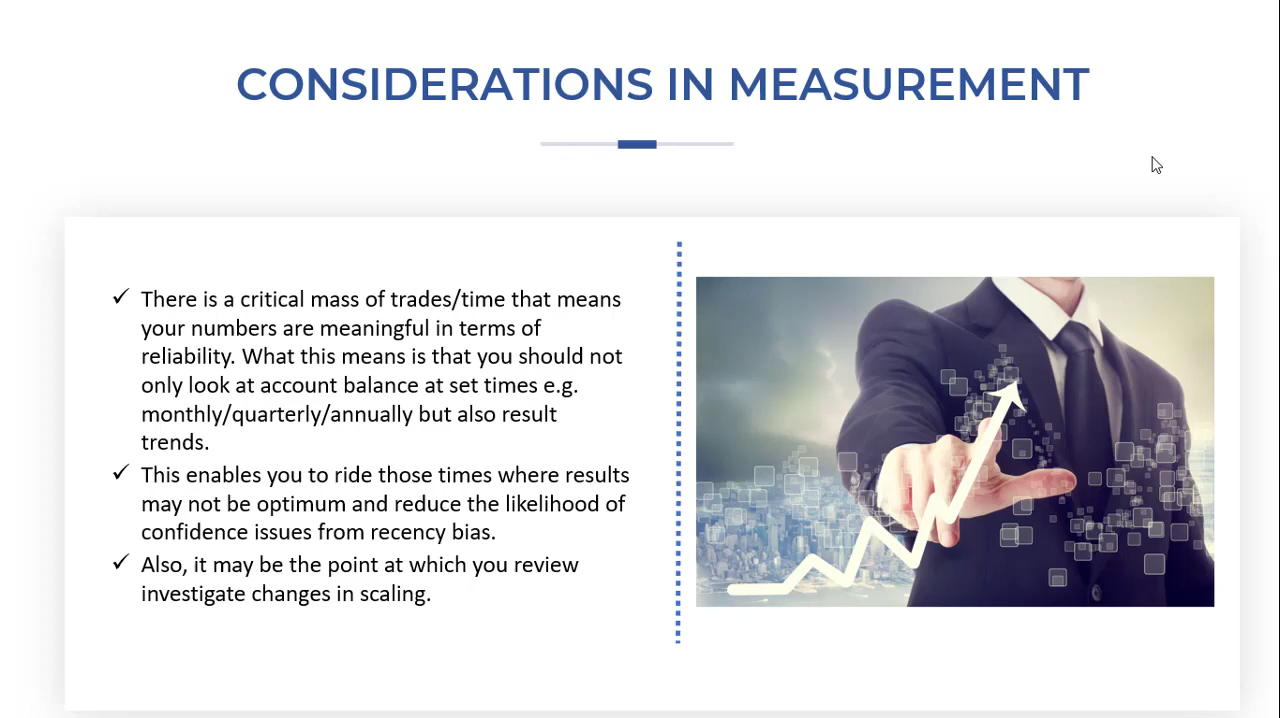 CONSIDERATIONS IN MEASUREMENT
✓ There is a critical mass of trades/time that means
your numbers are meaningful in terms of
reliability. What this means is that you should not
only look at account balance at set times e.g.
monthly/quarterly/annually but also result
trends.
✓ This enables you to ride those times where results
may not be optimum and reduce the likelihood of
confidence issues from recency bias.
✓ Also, it may be the point at which you review
investigate changes in scaling.